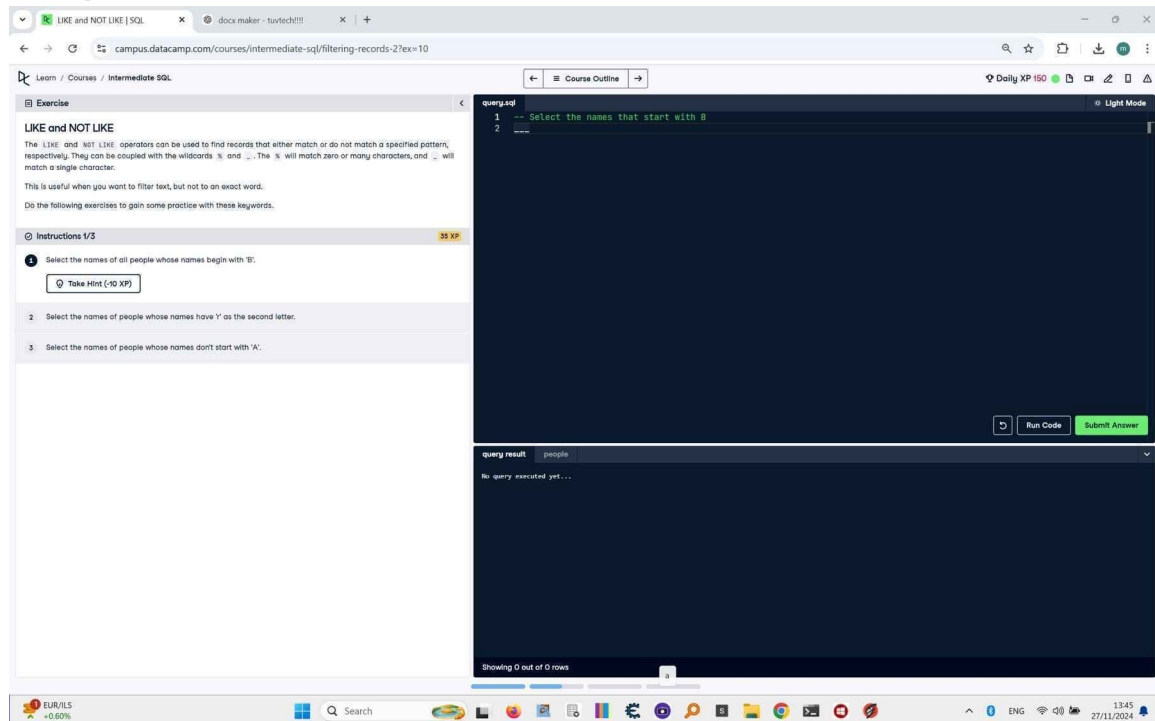 LIKE and NOT LIKE | SQL
docx maker - tuvtech!!!!
campus.datacamp.com/courses/intermediate-sql/filtering-records-2?ex=10
m
Learn / Courses / Intermediate SQL
Course Outline
Daily XP 150
Exercise
LIKE and NOT LIKE
The LIKE and NOT LIKE operators can be used to find records that either match or do not match a specified pattern,
respectively. They can be coupled with the wildcards % and _. The % will match zero or many characters, and _ will
match a single character.
This is useful when you want to filter text, but not to an exact word.
Do the following exercises to gain some practice with these keywords.
Instructions 1/3
35 XP
1 Select the names of all people whose names begin with 'B'.
Take Hint (-10 XP)
2 Select the names of people whose names have 'r' as the second letter.
3 Select the names of people whose names don't start with 'A'.
query.sql
Light Mode
1 -- Select the names that start with B
2 ___
Run Code
Submit Answer
query result
people
No query executed yet...
Showing 0 out of 0 rows
a
1
EUR/ILS
+0.60%
Search
S
ENG
13:45
27/11/2024